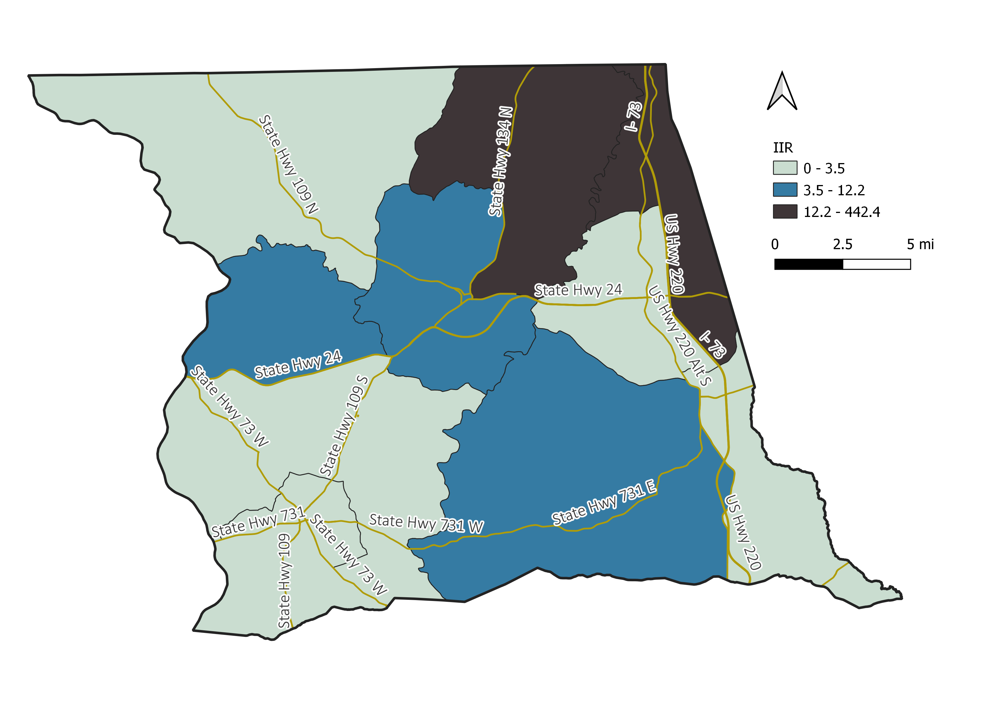 State Hwy 109 N
State Hwy 134 N
I- 73
IIR
0 - 3.5
3.5 - 12.2
12.2 - 442.4
0 2.5 5 mi
US Hwy 220
State Hwy 24
US Hwy 220 Alt S
I- 73
State Hwy 24
State Hwy 73 W
State Hwy 109 S
State Hwy 731
State Hwy 73 W
State Hwy 731 W
State Hwy 731 E
US Hwy 220
State Hwy 109